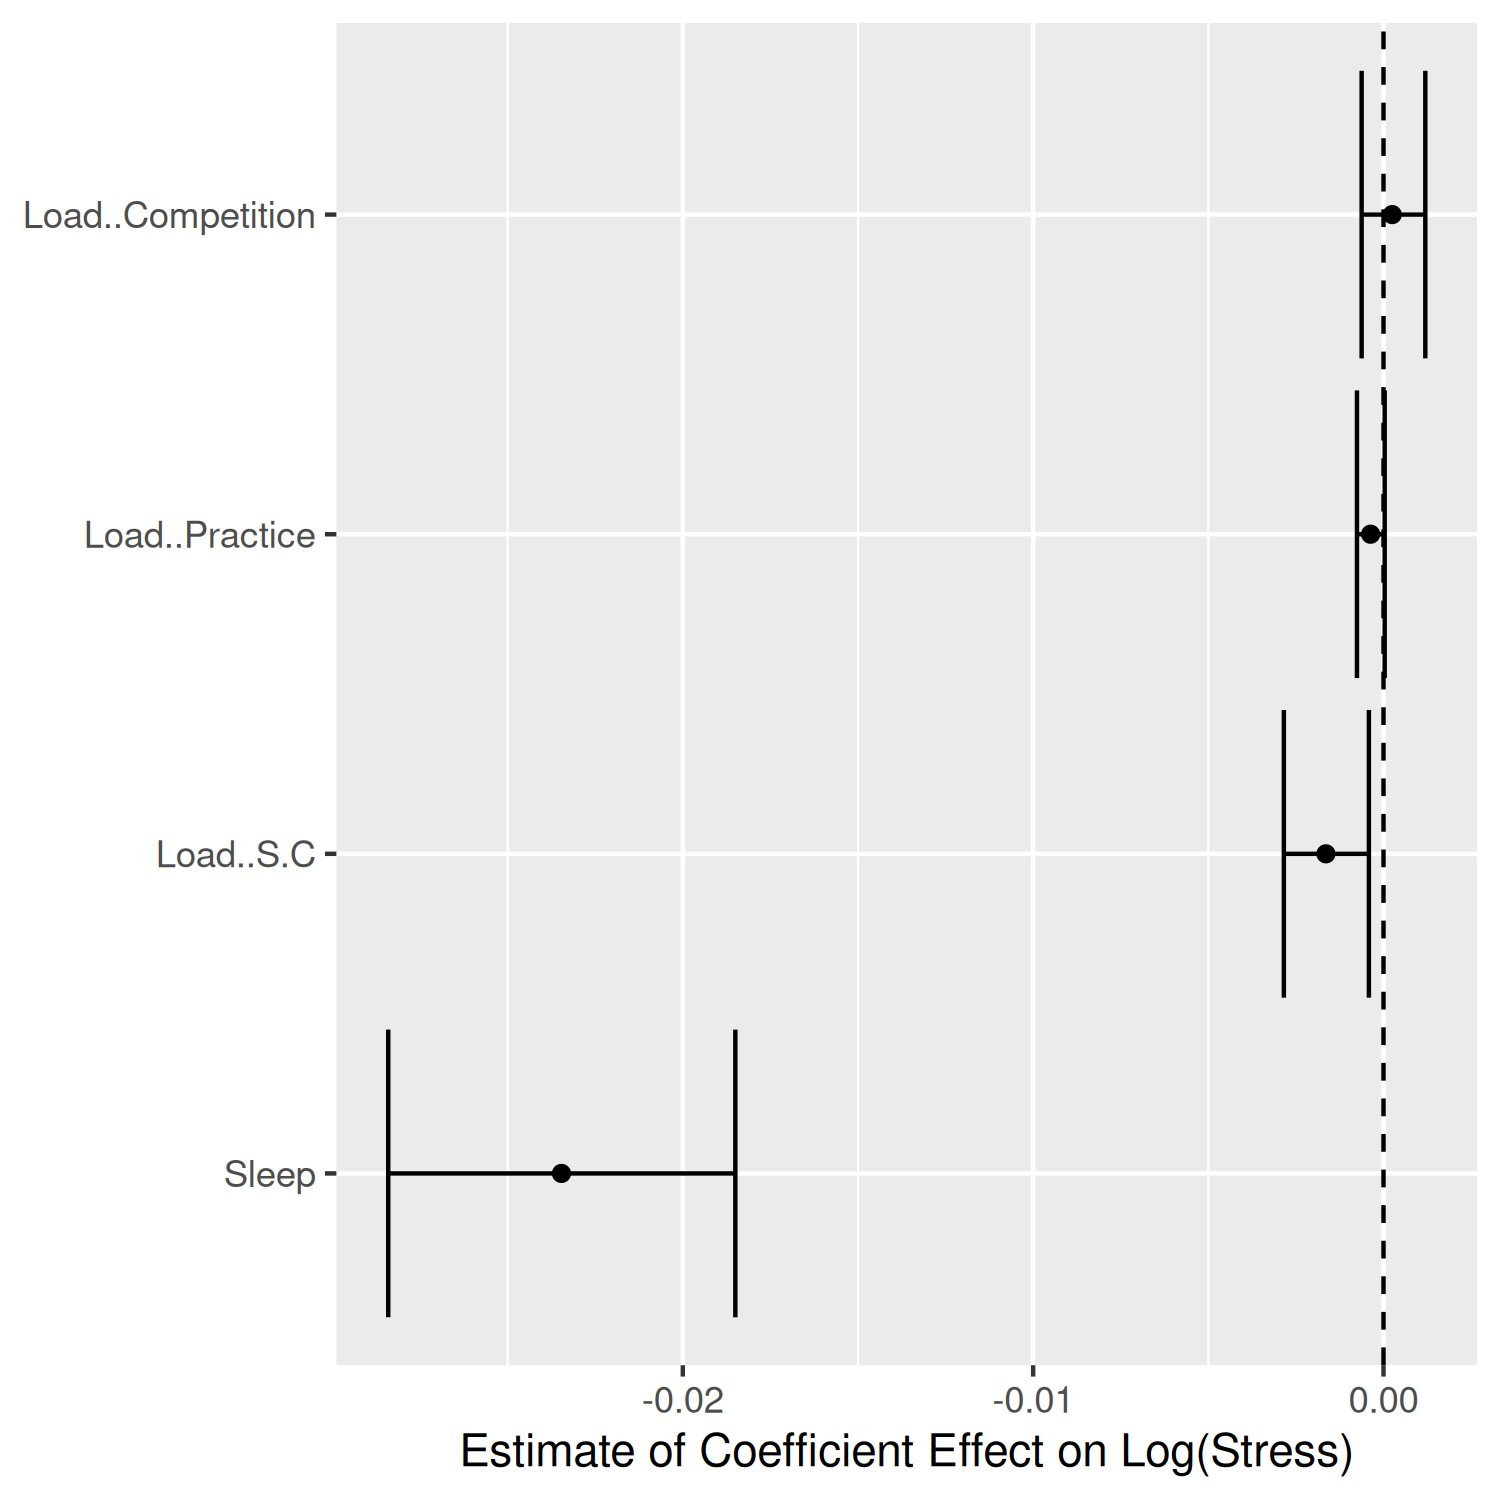 Load..Competition
Load..Practice
Load..S.C
Sleep
-0.02 -0.01 0.00
Estimate of Coefficient Effect on Log(Stress)